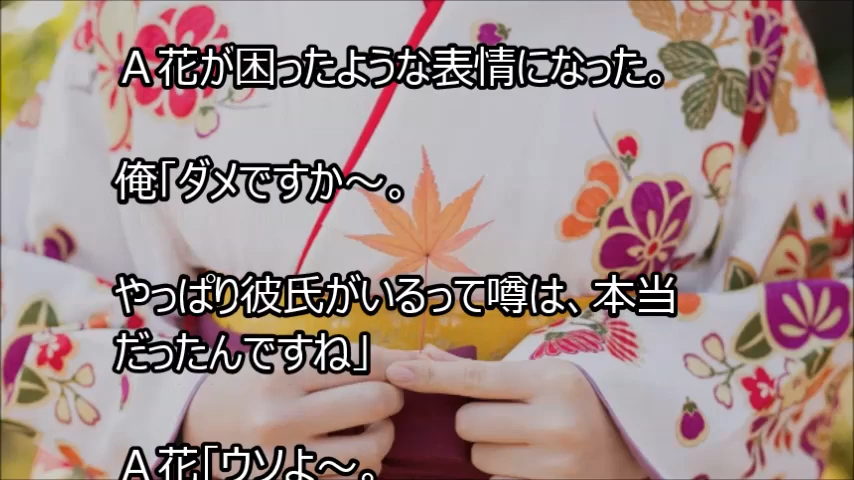 A花が困ったような表情になった。
俺「ダメですか～。
やっぱり彼氏がいるって噂は、本当
だったんですね」
A花「ウソよ～。